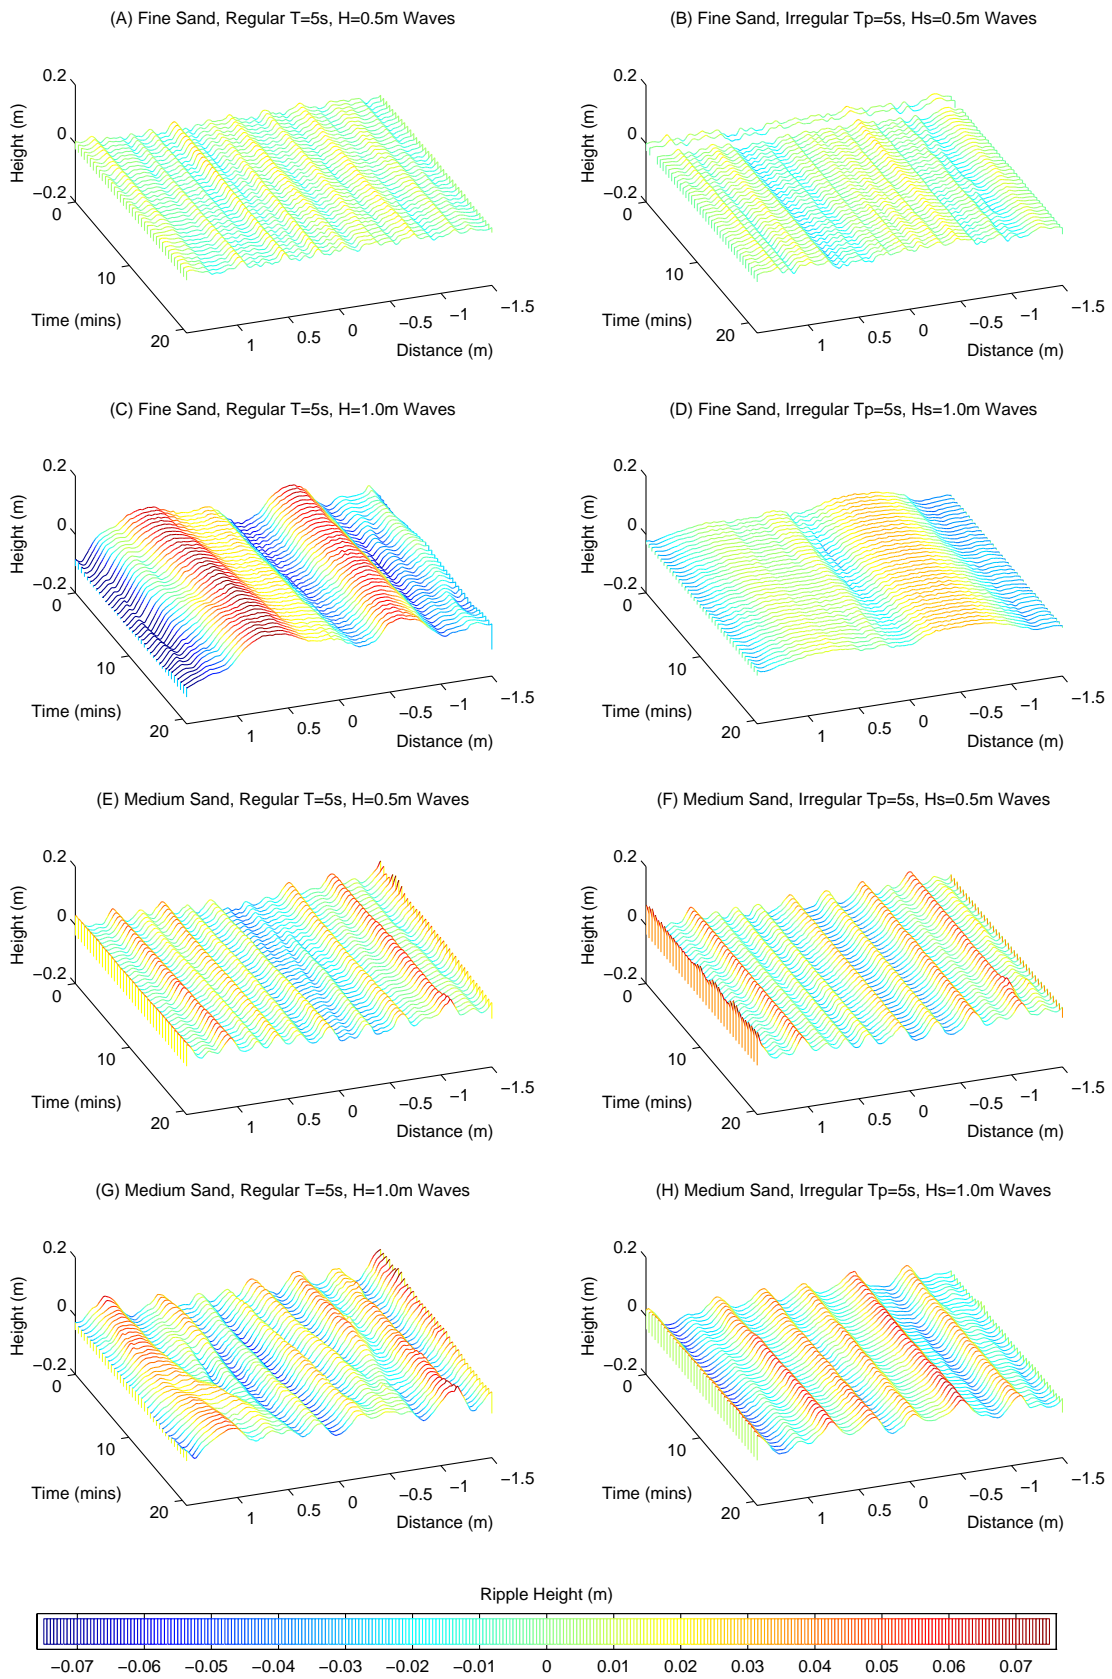 (A) Fine Sand, Regular T=5s, H=0.5m Waves
0.2
0
−0.2
Height (m)
0
10
20
Time (mins)
1
0.5
0
−0.5
−1
−1.5
Distance (m)
(B) Fine Sand, Irregular Tp=5s, Hs=0.5m Waves
0.2
0
−0.2
Height (m)
0
10
20
Time (mins)
1
0.5
0
−0.5
−1
−1.5
Distance (m)
(C) Fine Sand, Regular T=5s, H=1.0m Waves
0.2
0
−0.2
Height (m)
0
10
20
Time (mins)
1
0.5
0
−0.5
−1
−1.5
Distance (m)
(D) Fine Sand, Irregular Tp=5s, Hs=1.0m Waves
0.2
0
−0.2
Height (m)
0
10
20
Time (mins)
1
0.5
0
−0.5
−1
−1.5
Distance (m)
(E) Medium Sand, Regular T=5s, H=0.5m Waves
0.2
0
−0.2
Height (m)
0
10
20
Time (mins)
1
0.5
0
−0.5
−1
−1.5
Distance (m)
(F) Medium Sand, Irregular Tp=5s, Hs=0.5m Waves
0.2
0
−0.2
Height (m)
0
10
20
Time (mins)
1
0.5
0
−0.5
−1
−1.5
Distance (m)
(G) Medium Sand, Regular T=5s, H=1.0m Waves
0.2
0
−0.2
Height (m)
0
10
20
Time (mins)
1
0.5
0
−0.5
−1
−1.5
Distance (m)
(H) Medium Sand, Irregular Tp=5s, Hs=1.0m Waves
0.2
0
−0.2
Height (m)
0
10
20
Time (mins)
1
0.5
0
−0.5
−1
−1.5
Distance (m)
Ripple Height (m)
−0.07 −0.06 −0.05 −0.04 −0.03 −0.02 −0.01 0 0.01 0.02 0.03 0.04 0.05 0.06 0.07